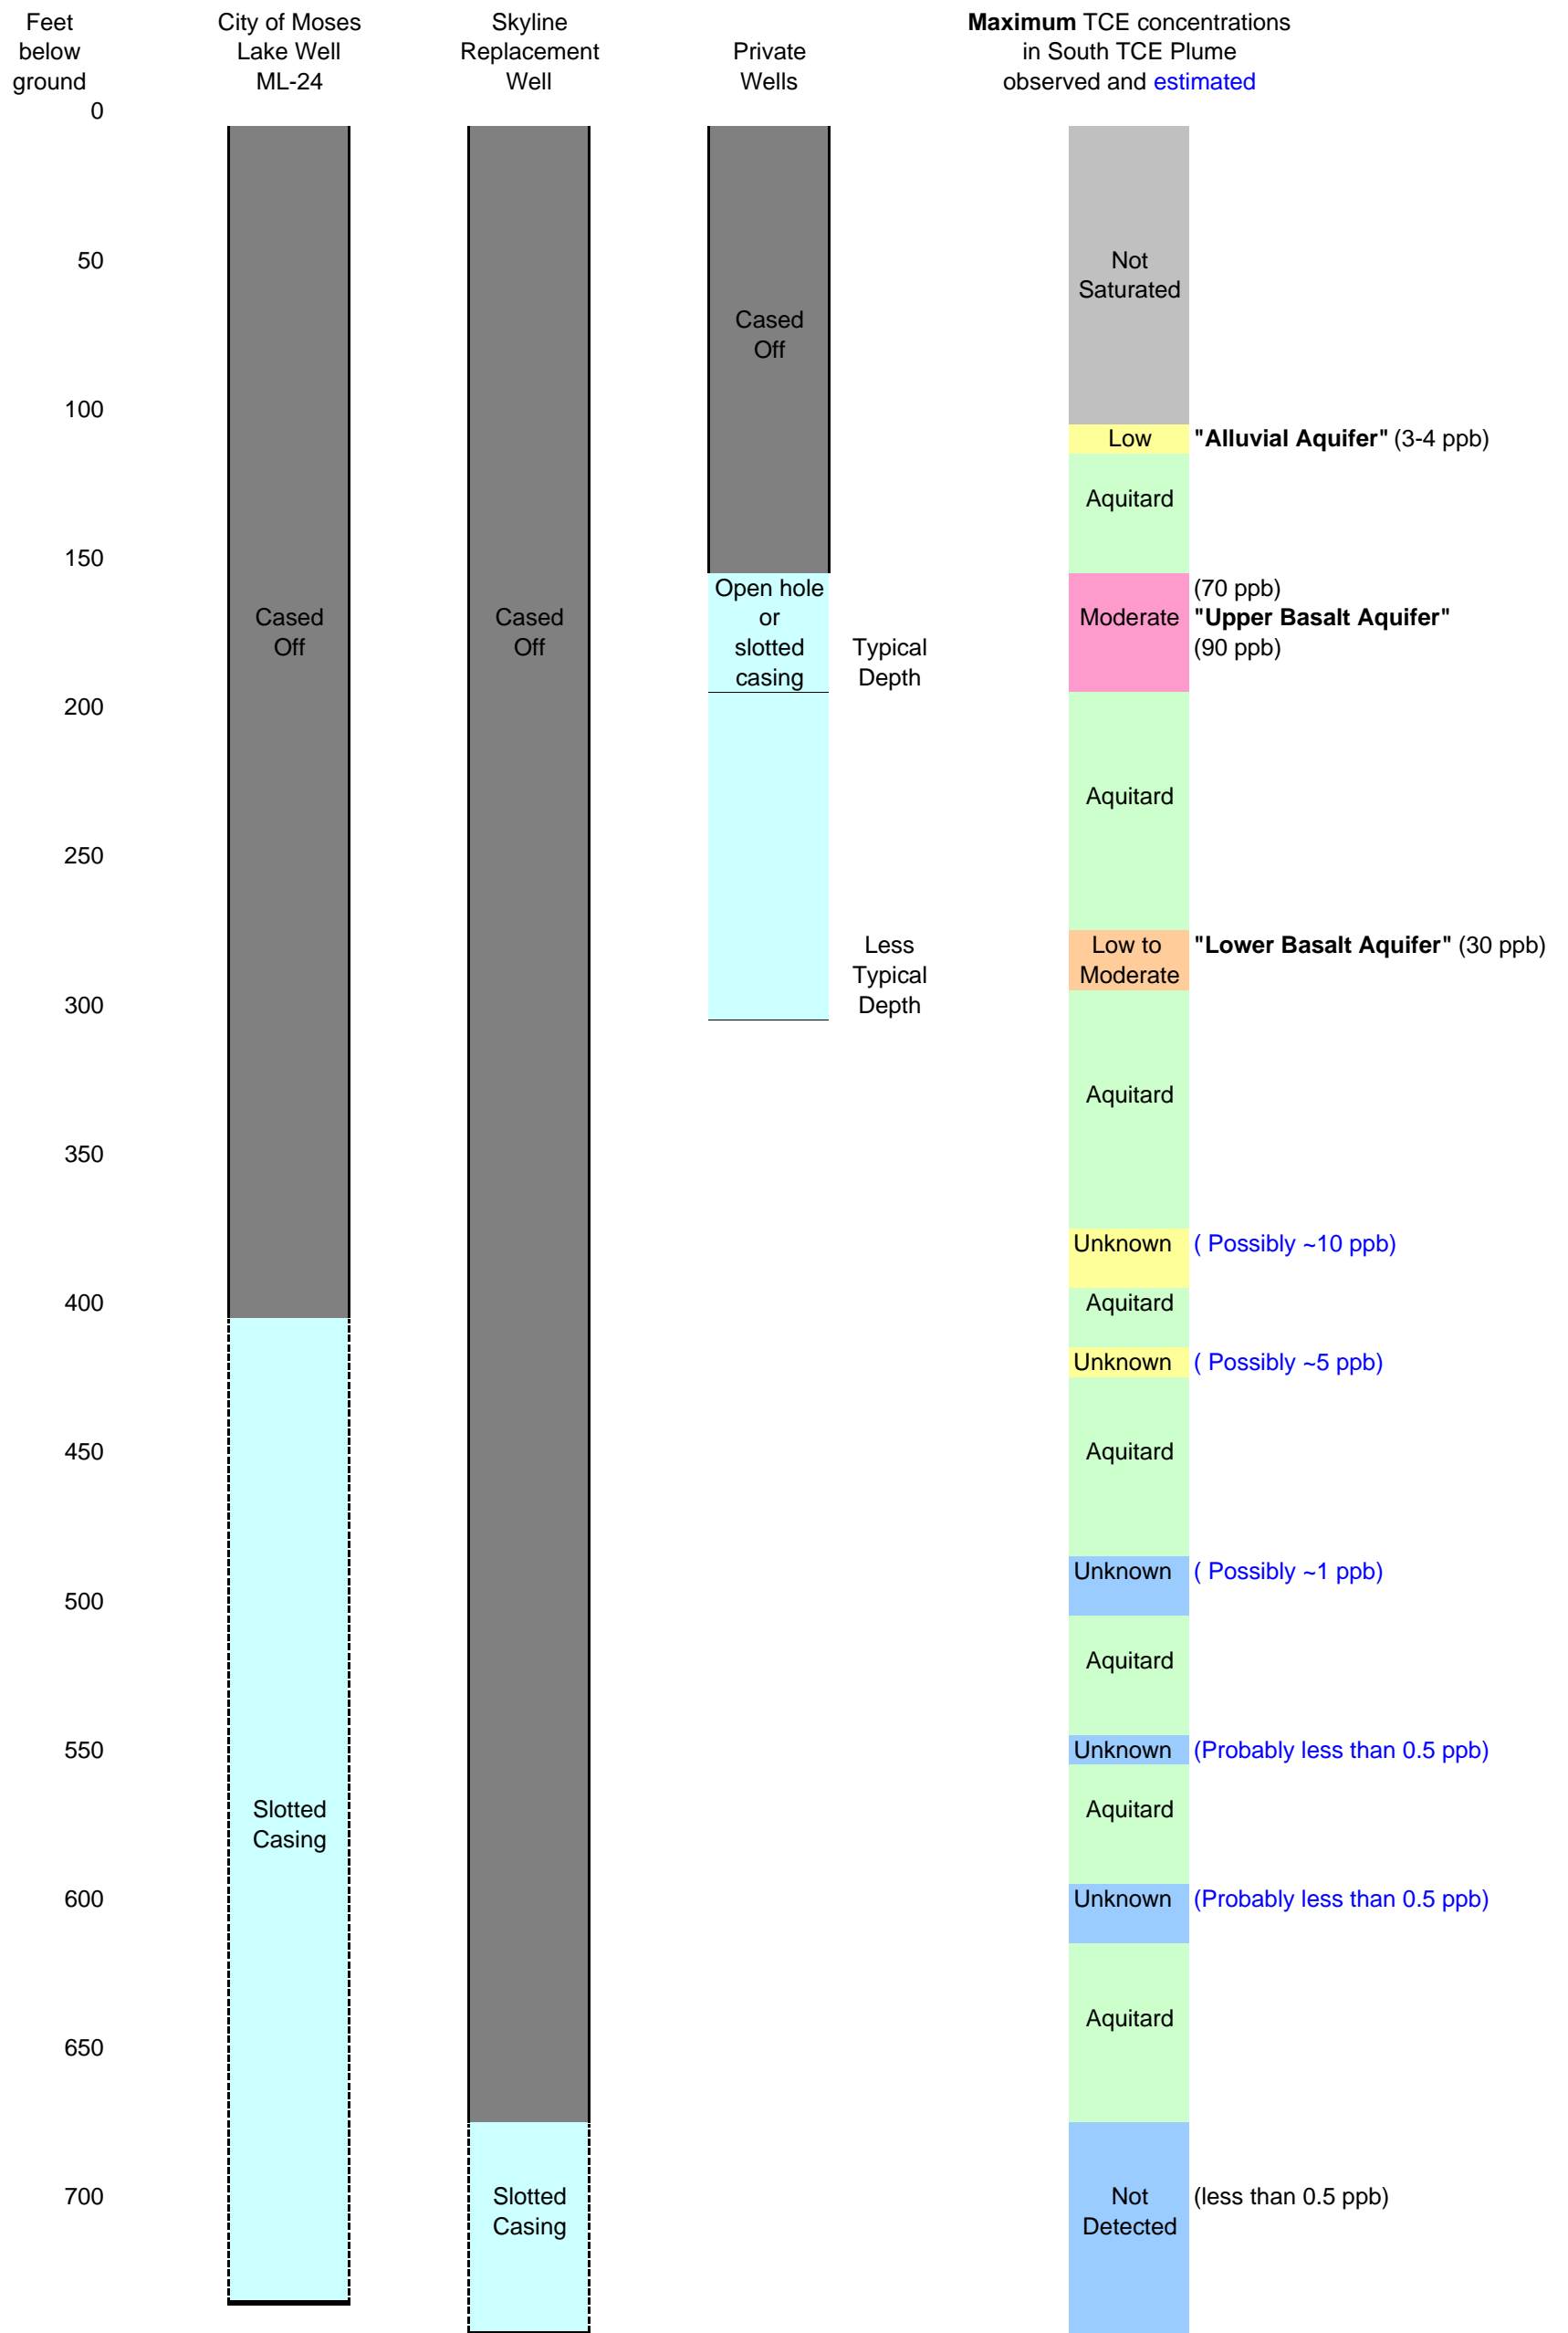 Feet
below
ground
City of Moses
Lake Well
ML-24
Skyline
Replacement
Well
Private
Wells
Maximum TCE concentrations
in South TCE Plume
observed and estimated
0
50
Not
Saturated
Cased
Off
100
Low "Alluvial Aquifer" (3-4 ppb)
Aquitard
150
Open hole
or
slotted
casing
Typical
Depth
Cased
Off
Cased
Off
(70 ppb)
Moderate "Upper Basalt Aquifer"
(90 ppb)
200
Aquitard
250
Less
Typical
Depth
Low to
Moderate
"Lower Basalt Aquifer" (30 ppb)
300
Aquitard
350
Unknown ( Possibly ~10 ppb)
400
Aquitard
Unknown ( Possibly ~5 ppb)
450
Aquitard
Unknown ( Possibly ~1 ppb)
500
Aquitard
550
Unknown (Probably less than 0.5 ppb)
Slotted
Casing
Aquitard
600
Unknown (Probably less than 0.5 ppb)
Aquitard
650
700
Slotted
Casing
Not
Detected
(less than 0.5 ppb)